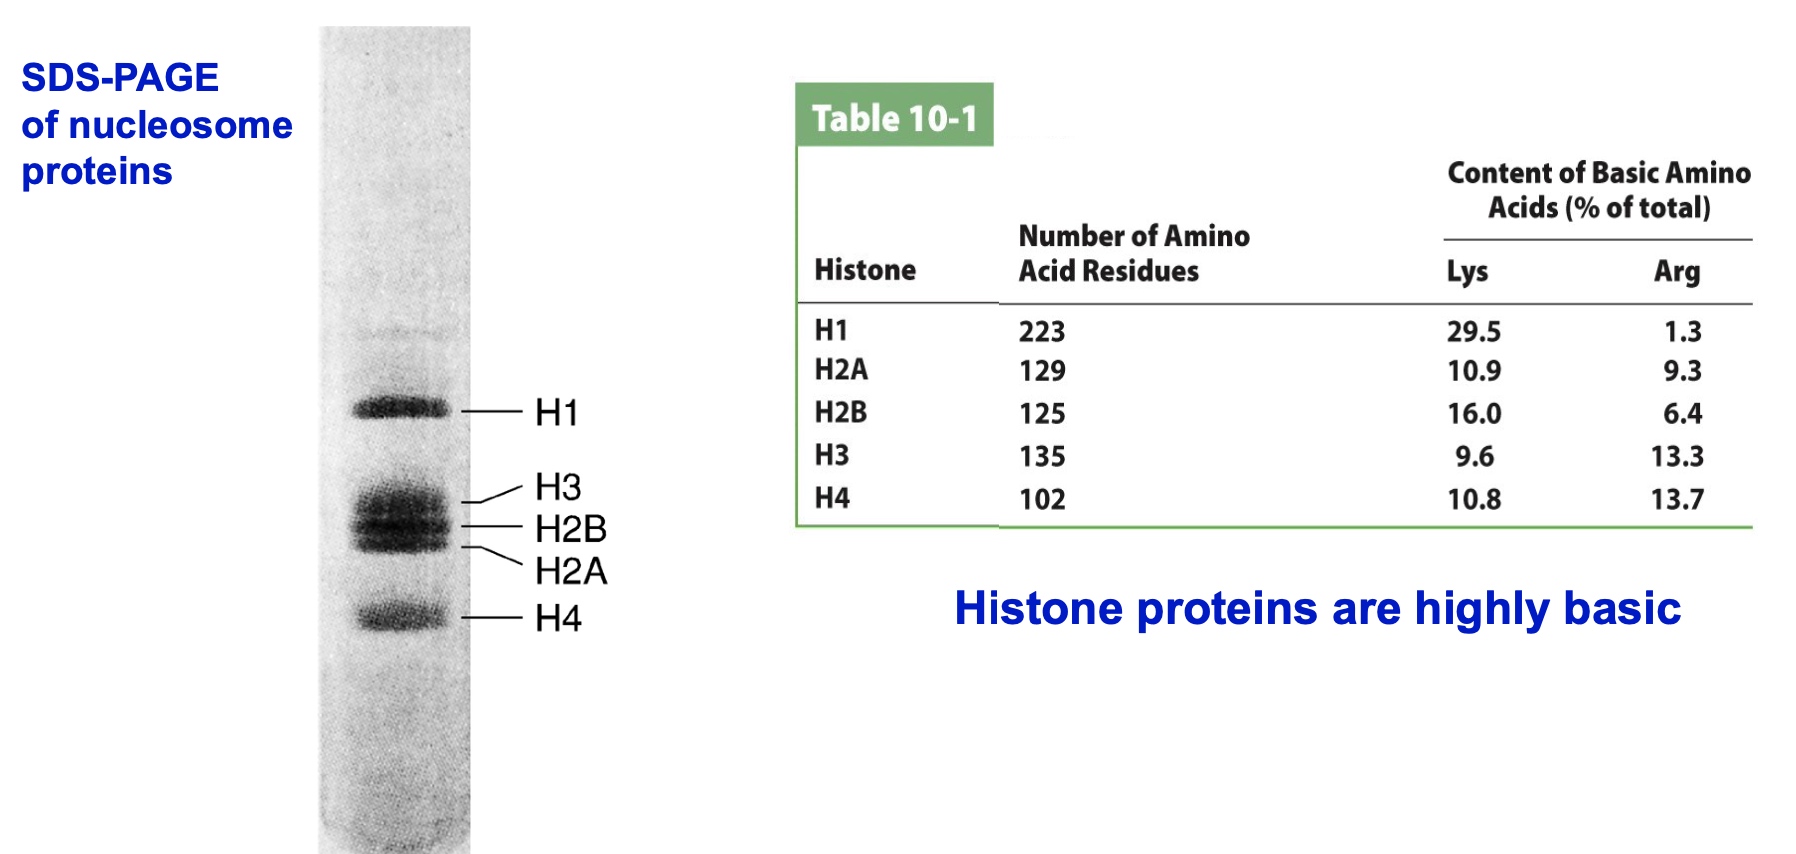 SDS-PAGE
of nucleosome
proteins
H1
H3
H2B
H2A
H4
Table 10-1
Content of Basic Amino
Acids (% of total)
Number of Amino
Histone Acid Residues Lys Arg
H1 223 29.5 1.3
H2A 129 10.9 9.3
H2B 125 16.0 6.4
H3 135 9.6 13.3
H4 102 10.8 13.7
Histone proteins are highly basic